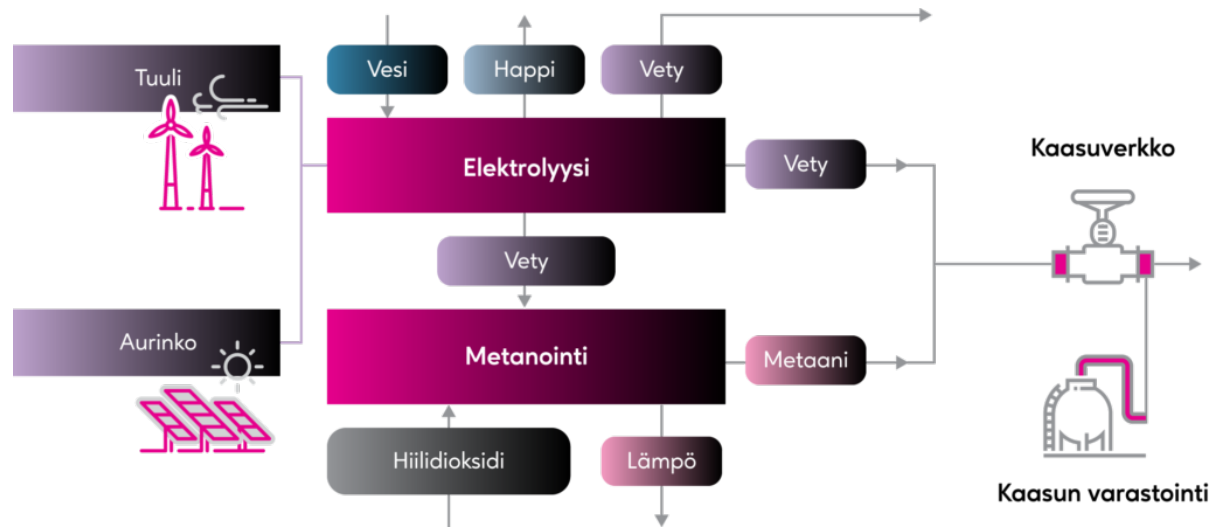 Tuuli
Vesi
Happi
Vety
Elektrolyysi
Vety
Kaasuverkko
Vety
Aurinko
Metanointi
Metaani
Hiilidioksidi
Lämpö
Kaasun varastointi